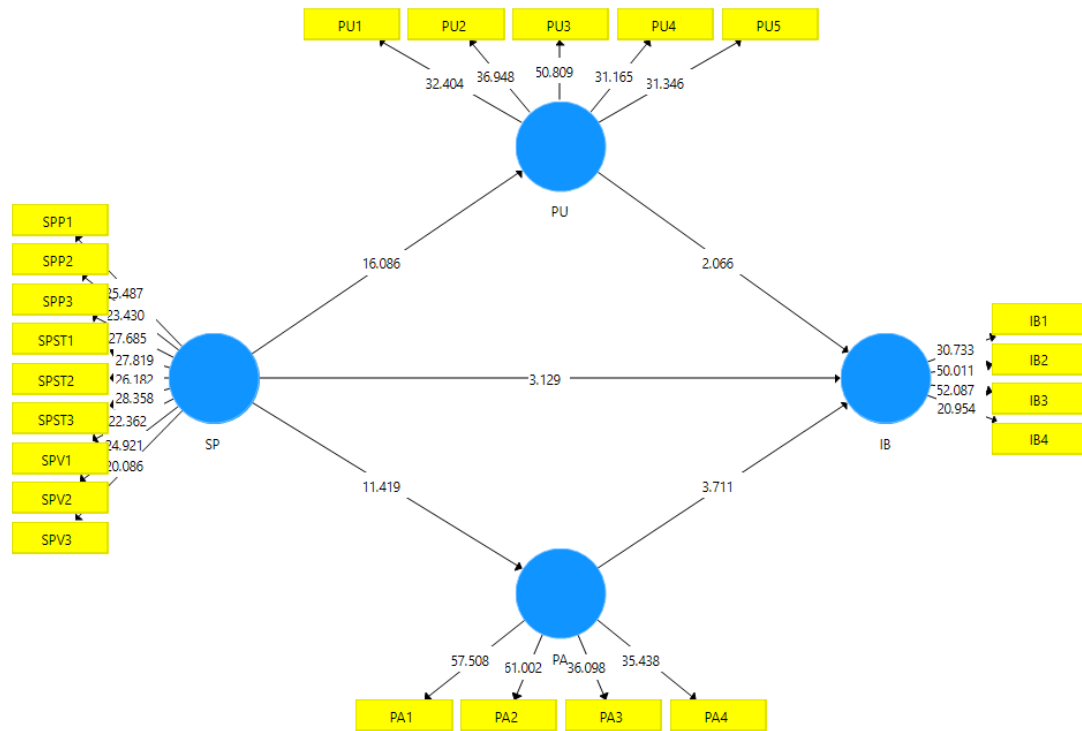 PU1
PU2
PU3
PU4
PU5
32.404
36.948
50.809
31.165
31.346
PU
SPP1
SPP2
SPP3
SPST1
SPST2
SPST3
SPV1
SPV2
SPV3
25.487
23.430
27.685
27.819
26.182
28.358
22.362
24.921
20.086
SP
16.086
2.066
3.129
11.419
3.711
IB
30.733
50.011
52.087
20.954
IB1
IB2
IB3
IB4
PA
57.508
61.002
36.098
35.438
PA1
PA2
PA3
PA4